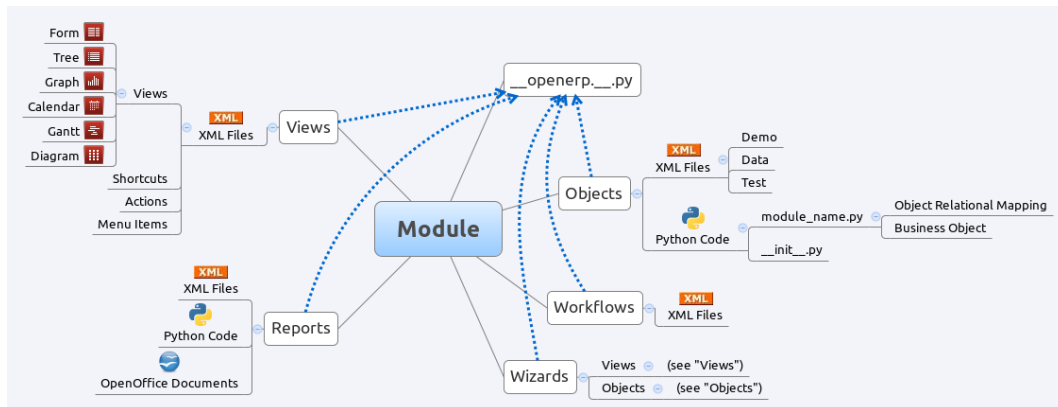 Form
Tree
Graph
Calendar
Gantt
Diagram
Views
Shortcuts
Actions
Menu Items
XML
XML Files
Views
__openerp.__.py
Module
Objects
XML
XML Files
Demo
Data
Test
Python Code
module_name.py
__init__.py
Object Relational Mapping
Business Object
XML
XML Files
Python Code
OpenOffice Documents
Reports
Workflows
XML
XML Files
Wizards
Views
(see "Views")
Objects
(see "Objects")